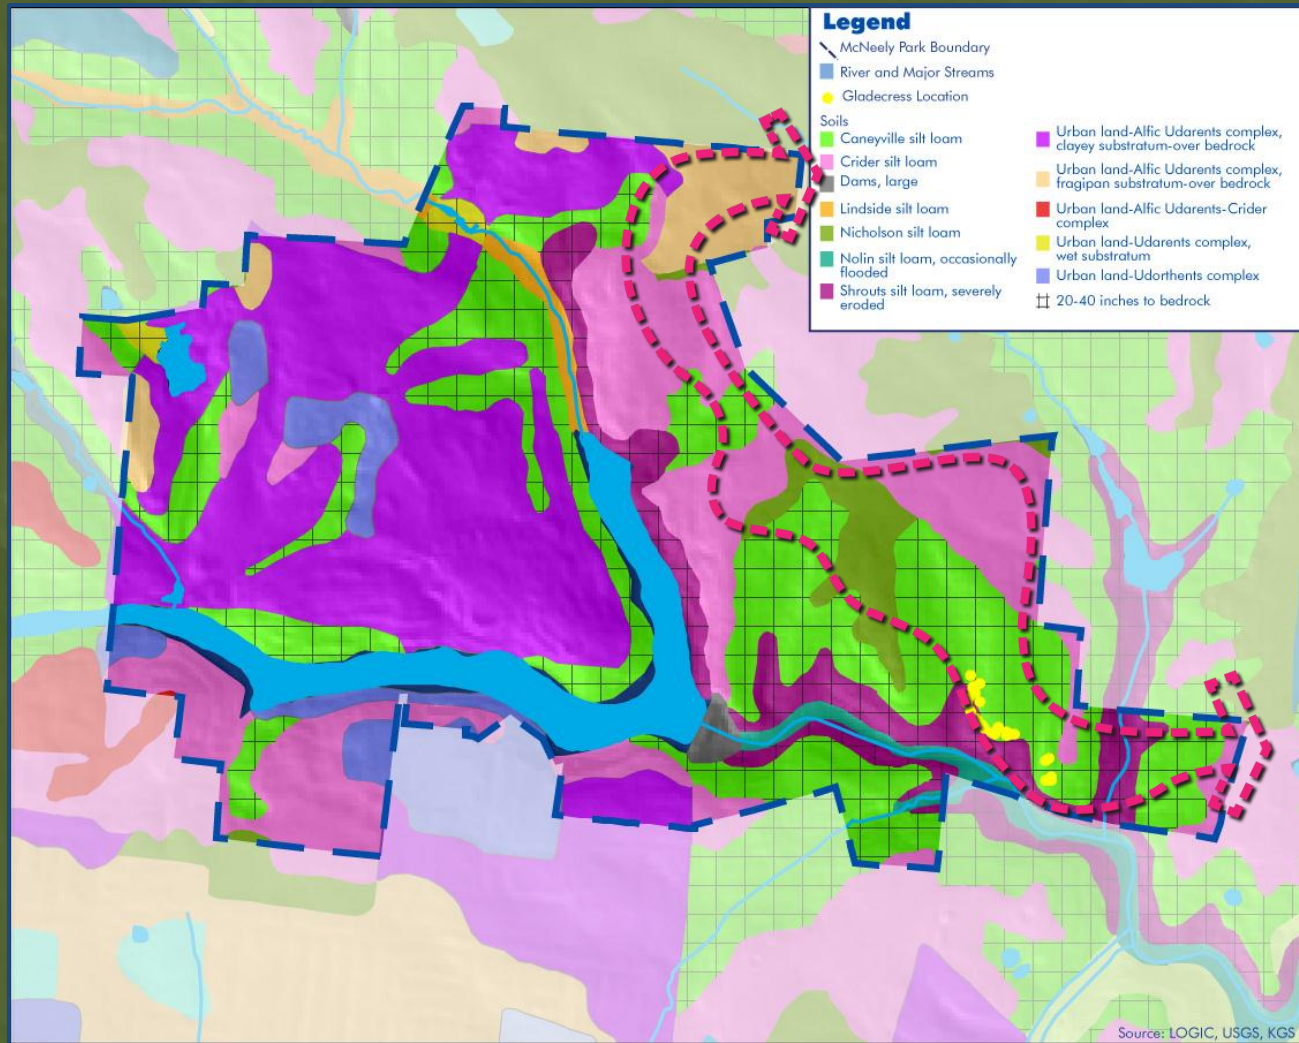 Legend
McNeely Park Boundary
River and Major Streams
Gladecress Location
Soils
Caneyville silt loam
Crider silt loam
Dams, large
Lindside silt loam
Nicholson silt loam
Nolin silt loam, occasionally
flooded
Shrouts silt loam, severely
eroded
Urban land-Alfic Udarents complex,
clayey substratum-over bedrock
Urban land-Alfic Udarents complex,
fragipan substratum-over bedrock
Urban land-Alfic Udarents-Crider
complex
Urban land-Udarents complex,
wet substratum
Urban land-Udorthents complex
20-40 inches to bedrock
Source: LOGIC, USGS, KGS